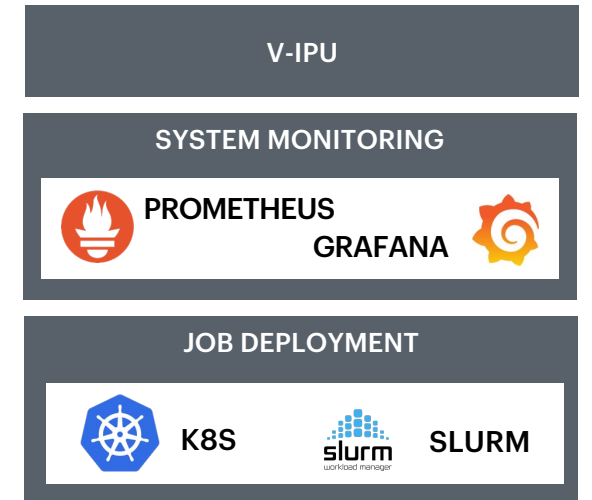 V-IPU
SYSTEM MONITORING
PROMETHEUS
GRAFANA
JOB DEPLOYMENT
K8S
slurm
workload manager
SLURM